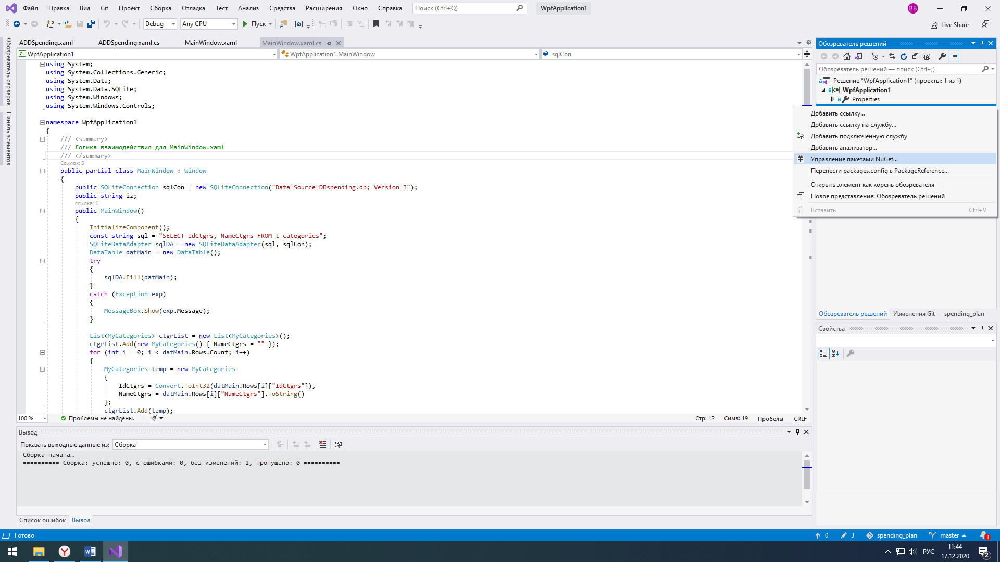 Файл Правка Вид Git Проект Сборка Отладка Тест Анализ Средства Расширения Окно Справка Поиск (Ctrl+Q) WpfApplication1 BB
Debug Any CPU Пуск Live Share
ADDSpending.xaml ADDSpending.xaml.cs MainWindow.xaml MainWindow.xaml.cs
WpfApplication1 WpfApplication1.MainWindow sqlCon
Обозреватель серверов
Панель элементов
using System;
using System.Collections.Generic;
using System.Data;
using System.Data.SQLite;
using System.Windows;
using System.Windows.Controls;
namespace WpfApplication1
{
/// <summary>
/// Логика взаимодействия для MainWindow.xaml
/// </summary>
Ссылок: 5
public partial class MainWindow : Window
{
public SQLiteConnection sqlCon = new SQLiteConnection("Data Source=DBspending.db; Version=3");
public string iz;
ссылка: 1
public MainWindow()
{
InitializeComponent();
const string sql = "SELECT IdCtgrs, NameCtgrs FROM t_categories";
SQLiteDataAdapter sqlDA = new SQLiteDataAdapter(sql, sqlCon);
DataTable datMain = new DataTable();
try
{
sqlDA.Fill(datMain);
}
catch (Exception exp)
{
MessageBox.Show(exp.Message);
}
List<MyCategories> ctgrList = new List<MyCategories>();
ctgrList.Add(new MyCategories() { NameCtgrs = "" });
for (int i = 0; i < datMain.Rows.Count; i++)
{
MyCategories temp = new MyCategories
{
IdCtgrs = Convert.ToInt32(datMain.Rows[i]["IdCtgrs"]),
NameCtgrs = datMain.Rows[i]["NameCtgrs"].ToString()
};
ctgrList.Add(temp);
100 % Проблемы не найдены. Стр: 12 Симв: 19 Пробелы CRLF
Вывод
Показать выходные данные из: Сборка
Сборка начата…
========== Сборка: успешно: 0, с ошибками: 0, без изменений: 1, пропущено: 0 ==========
Список ошибок Вывод
Обозреватель решений
Обозреватель решений — поиск (Ctrl+;)
Решение "WpfApplication1" (проекты: 1 из 1)
C# WpfApplication1
Properties
Добавить ссылку...
Добавить ссылку на службу...
Добавить подключенную службу
Добавить анализатор...
Управление пакетами NuGet...
Перенести packages.config в PackageReference...
Открыть элемент как корень обозревателя
Новое представление: Обозреватель решений
Вставить Ctrl+V
Обозреватель решений Изменения Git — spending_plan
Свойства
Готово 0 3 spending_plan master 3
РУС 11:44
17.12.2020 2